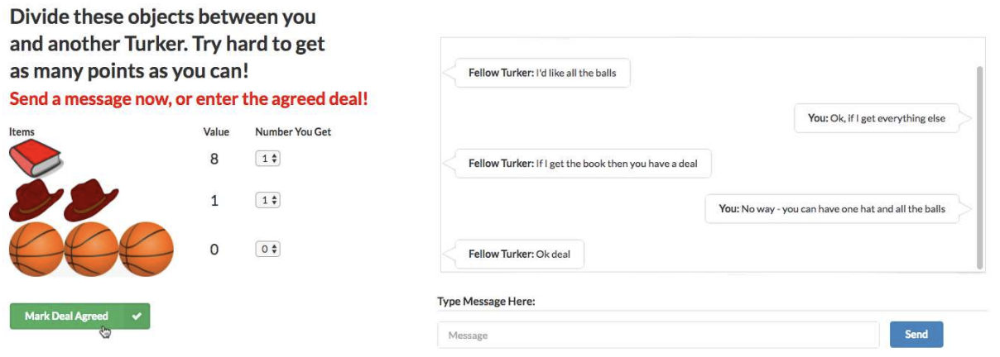 Divide these objects between you
and another Turker. Try hard to get
as many points as you can!
Send a message now, or enter the agreed deal!
Items Value Number You Get
8 1
1 1
0 0
Mark Deal Agreed
Fellow Turker: I'd like all the balls
You: Ok, if I get everything else
Fellow Turker: If I get the book then you have a deal
You: No way - you can have one hat and all the balls
Fellow Turker: Ok deal
Type Message Here:
Message
Send